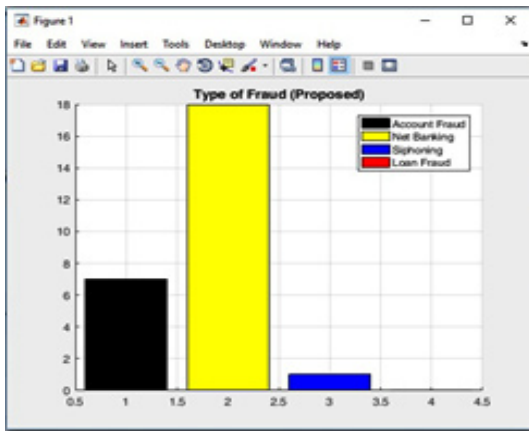 Figure 1
File Edit View Insert Tools Desktop Window Help
Type of Fraud (Proposed)
18
16
14
12
10
8
6
4
2
0
Account Fraud
Net Banking
Siphoning
Loan Fraud
0.5 1 1.5 2 2.5 3 3.5 4 4.5